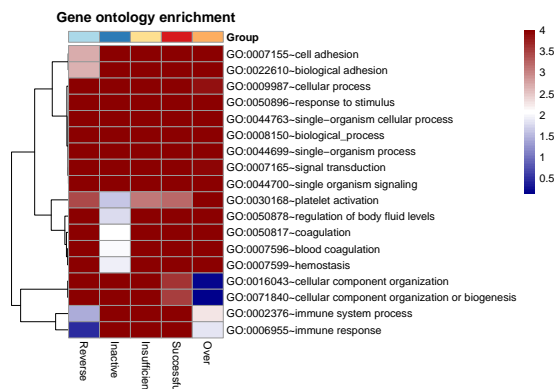 Gene ontology enrichment
Group
GO:0007155~cell adhesion
GO:0022610~biological adhesion
GO:0009987~cellular process
GO:0050896~response to stimulus
GO:0044763~single-organism cellular process
GO:0008150~biological_process
GO:0044699~single-organism process
GO:0007165~signal transduction
GO:0044700~single organism signaling
GO:0030168~platelet activation
GO:0050878~regulation of body fluid levels
GO:0050817~coagulation
GO:0007596~blood coagulation
GO:0007599~hemostasis
GO:0016043~cellular component organization
GO:0071840~cellular component organization or biogenesis
GO:0002376~immune system process
GO:0006955~immune response
Reverse
Inactive
Insufficien
Successfu
Over
4
3.5
3
2.5
2
1.5
1
0.5